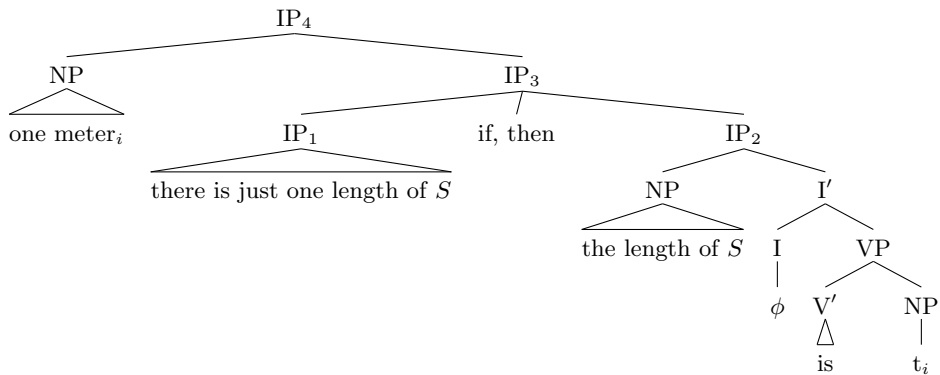 IP₄
NP IP₃
one meterᵢ IP₁ if, then IP₂
there is just one length of S NP I′
the length of S I VP
ϕ V′ NP
is tᵢ